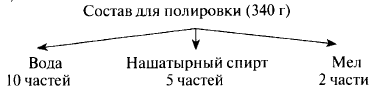 Состав для полировки (340 г)
Вода Нашатырный спирт Мел
10 частей 5 частей 2 части